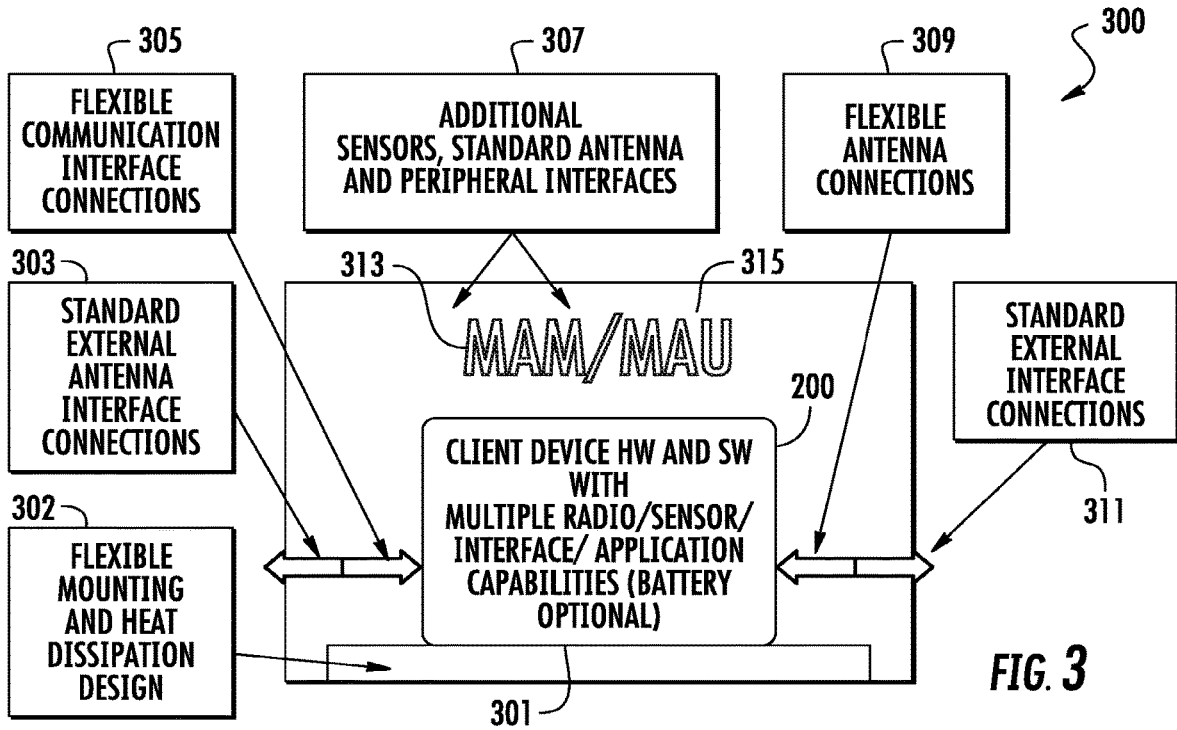 305
307
309
300
FLEXIBLE
COMMUNICATION
INTERFACE
CONNECTIONS
ADDITIONAL
SENSORS, STANDARD ANTENNA
AND PERIPHERAL INTERFACES
FLEXIBLE
ANTENNA
CONNECTIONS
303
STANDARD
EXTERNAL
ANTENNA
INTERFACE
CONNECTIONS
313
315
MAM/MAU
STANDARD
EXTERNAL
INTERFACE
CONNECTIONS
311
200
CLIENT DEVICE HW AND SW
WITH
MULTIPLE RADIO/SENSOR/
INTERFACE/ APPLICATION
CAPABILITIES (BATTERY
OPTIONAL)
302
FLEXIBLE
MOUNTING
AND HEAT
DISSIPATION
DESIGN
301
FIG. 3